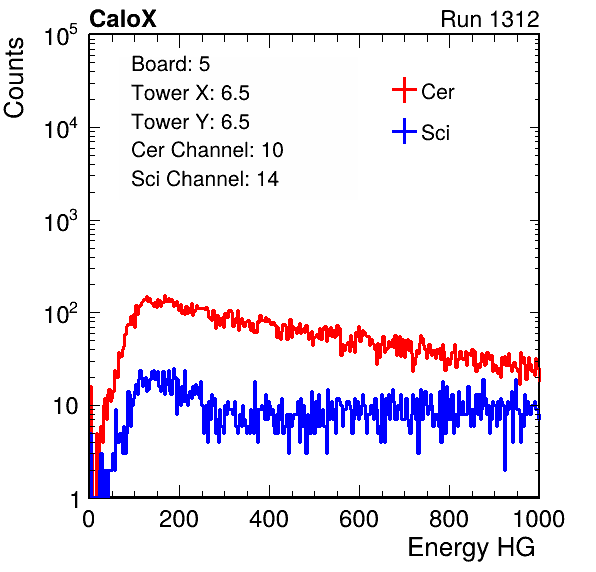 CaloX Run 1312
Counts
Board: 5
Tower X: 6.5
Tower Y: 6.5
Cer Channel: 10
Sci Channel: 14
Cer
Sci
10^5
10^4
10^3
10^2
10
1
0 200 400 600 800 1000
Energy HG